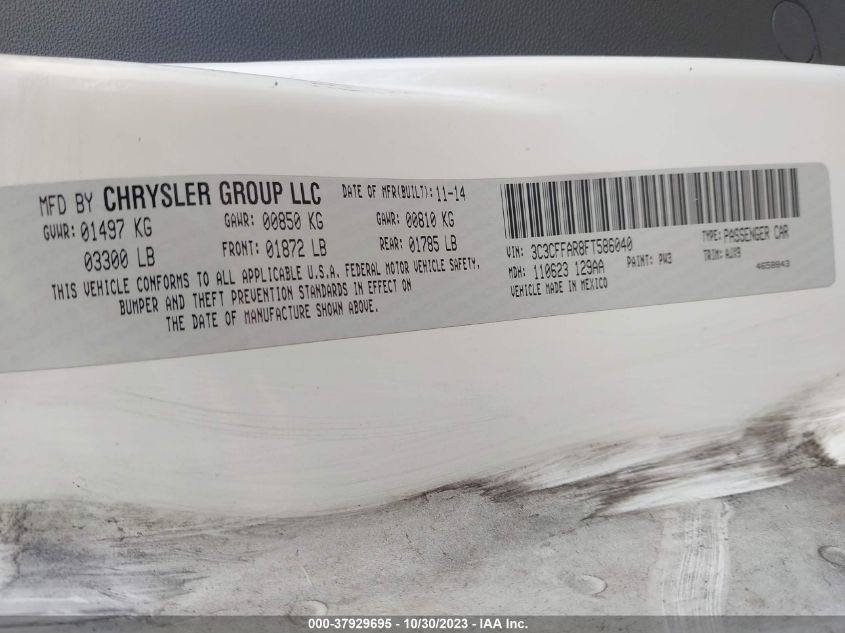 MFD BY CHRYSLER GROUP LLC DATE OF MFR(BUILT): 11-14
GVWR: 01497 KG GAWR: 00850 KG GAWR: 00810 KG
03300 LB FRONT: 01872 LB REAR: 01785 LB
THIS VEHICLE CONFORMS TO ALL APPLICABLE U.S.A. FEDERAL MOTOR VEHICLE SAFETY,
BUMPER AND THEFT PREVENTION STANDARDS IN EFFECT ON
THE DATE OF MANUFACTURE SHOWN ABOVE.
VIN: 3C3CFFAR8FT586040 TYPE: PASSENGER CAR
MDH: 110623 129AA PAINT: PW3 TRIM:
VEHICLE MADE IN MEXICO 4658843
000-37929695 - 10/30/2023 - IAA Inc.